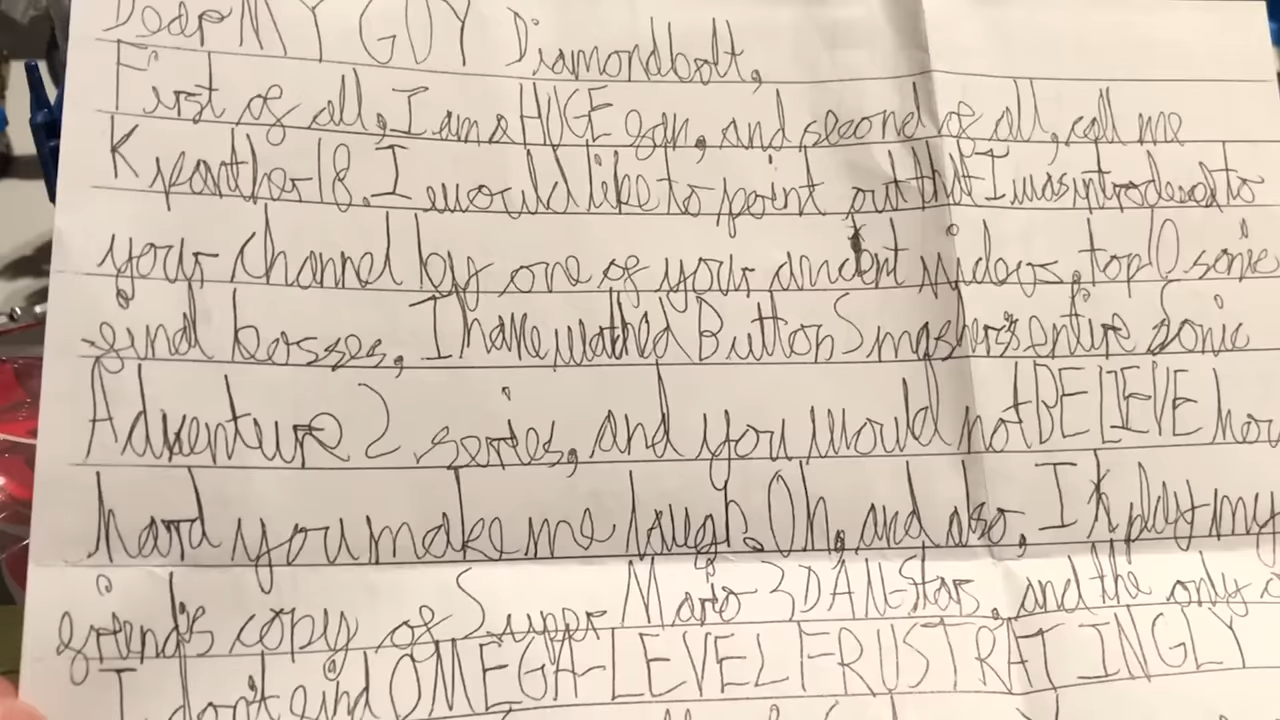 Dear MY GUY Diamondbolt,
First of all, I am a HUGE fan, and second of all, call me
Kpanther18. I would like to point out that I was introdeuced to
your channel by one of your ancient videos, top 10 sonic
final bosses, I have watched Button Smashers's entire Sonic
Adventure 2 series, and you would not BELIEVE how
hard you make me laugh. Oh, and also, I play my
friend's copy of Supper Mario 3D All-Stars, and the only
I don't find OMEGA-LEVEL FRUSTRATINGLY